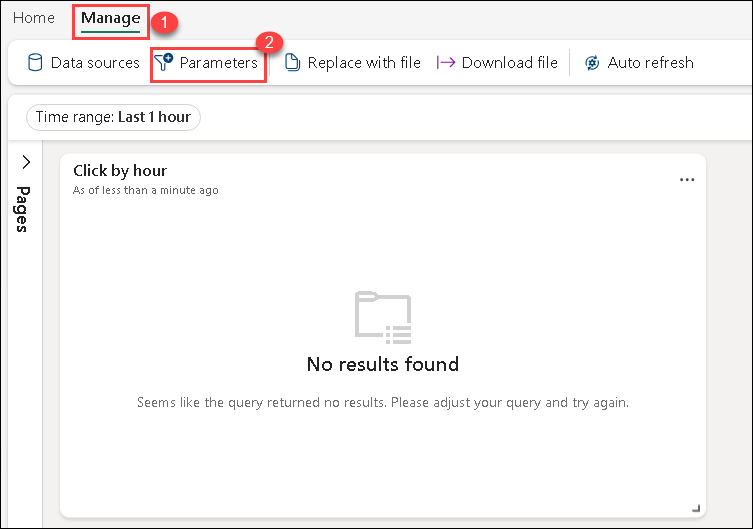 Home Manage 1
2
Data sources Parameters Replace with file Download file Auto refresh
Time range: Last 1 hour
Pages
Click by hour
As of less than a minute ago
No results found
Seems like the query returned no results. Please adjust your query and try again.